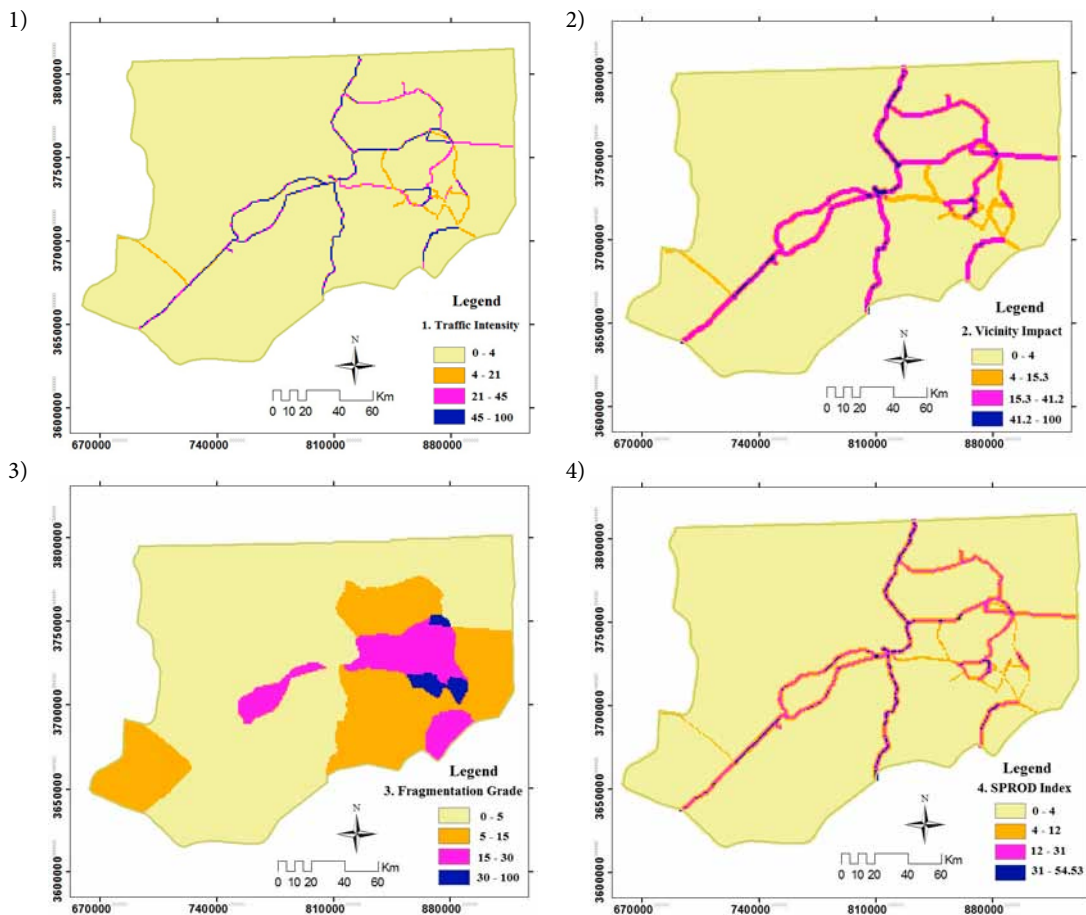 1)
3800000
3750000
3700000
3650000
3600000
Legend
1. Traffic Intensity
0 - 4
4 - 21
21 - 45
45 - 100
N
0 10 20 40 60
Km
670000 740000 810000 880000
2)
3800000
3750000
3700000
3650000
3600000
Legend
2. Vicinity Impact
0 - 4
4 - 15.3
15.3 - 41.2
41.2 - 100
N
0 10 20 40 60
Km
670000 740000 810000 880000
3)
3800000
3750000
3700000
3650000
3600000
Legend
3. Fragmentation Grade
0 - 5
5 - 15
15 - 30
30 - 100
N
0 10 20 40 60
Km
670000 740000 810000 880000
4)
3800000
3750000
3700000
3650000
3600000
Legend
4. SPROD Index
0 - 4
4 - 12
12 - 31
31 - 54.53
N
0 10 20 40 60
Km
670000 740000 810000 880000